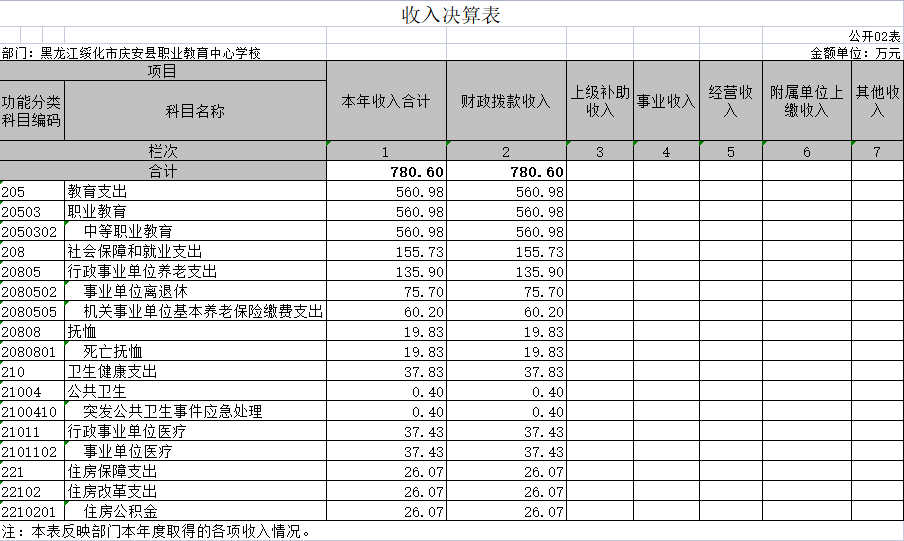 收入决算表
公开02表
部门：黑龙江绥化市庆安县职业教育中心学校 金额单位：万元
项目 本年收入合计 财政拨款收入 上级补助收入 事业收入 经营收入 附属单位上缴收入 其他收入
功能分类科目编码 科目名称
栏次 1 2 3 4 5 6 7
合计 780.60 780.60
205 教育支出 560.98 560.98
20503 职业教育 560.98 560.98
2050302 中等职业教育 560.98 560.98
208 社会保障和就业支出 155.73 155.73
20805 行政事业单位养老支出 135.90 135.90
2080502 事业单位离退休 75.70 75.70
2080505 机关事业单位基本养老保险缴费支出 60.20 60.20
20808 抚恤 19.83 19.83
2080801 死亡抚恤 19.83 19.83
210 卫生健康支出 37.83 37.83
21004 公共卫生 0.40 0.40
2100410 突发公共卫生事件应急处理 0.40 0.40
21011 行政事业单位医疗 37.43 37.43
2101102 事业单位医疗 37.43 37.43
221 住房保障支出 26.07 26.07
22102 住房改革支出 26.07 26.07
2210201 住房公积金 26.07 26.07
注：本表反映部门本年度取得的各项收入情况。